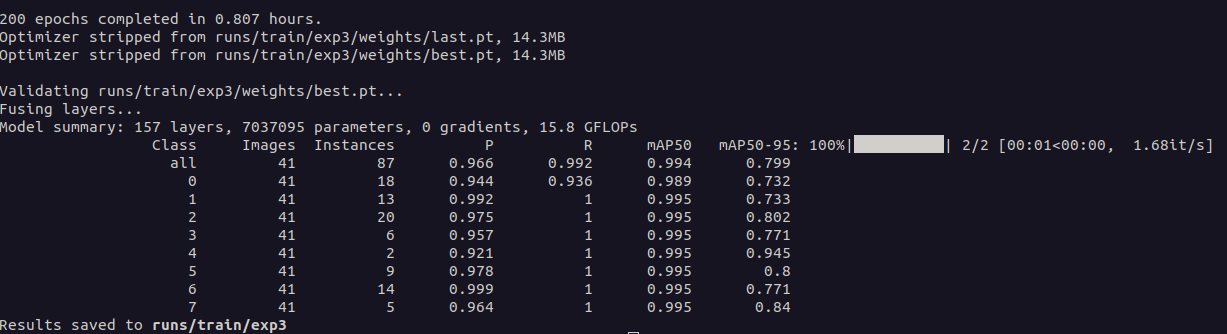 200 epochs completed in 0.807 hours.
Optimizer stripped from runs/train/exp3/weights/last.pt, 14.3MB
Optimizer stripped from runs/train/exp3/weights/best.pt, 14.3MB
Validating runs/train/exp3/weights/best.pt...
Fusing layers...
Model summary: 157 layers, 7037095 parameters, 0 gradients, 15.8 GFLOPs
Class Images Instances P R mAP50 mAP50-95: 100%|██████████| 2/2 [00:01<00:00, 1.68it/s]
all 41 87 0.966 0.992 0.994 0.799
0 41 18 0.944 0.936 0.989 0.732
1 41 13 0.992 1 0.995 0.733
2 41 20 0.975 1 0.995 0.802
3 41 6 0.957 1 0.995 0.771
4 41 2 0.921 1 0.995 0.945
5 41 9 0.978 1 0.995 0.8
6 41 14 0.999 1 0.995 0.771
7 41 5 0.964 1 0.995 0.84
Results saved to runs/train/exp3